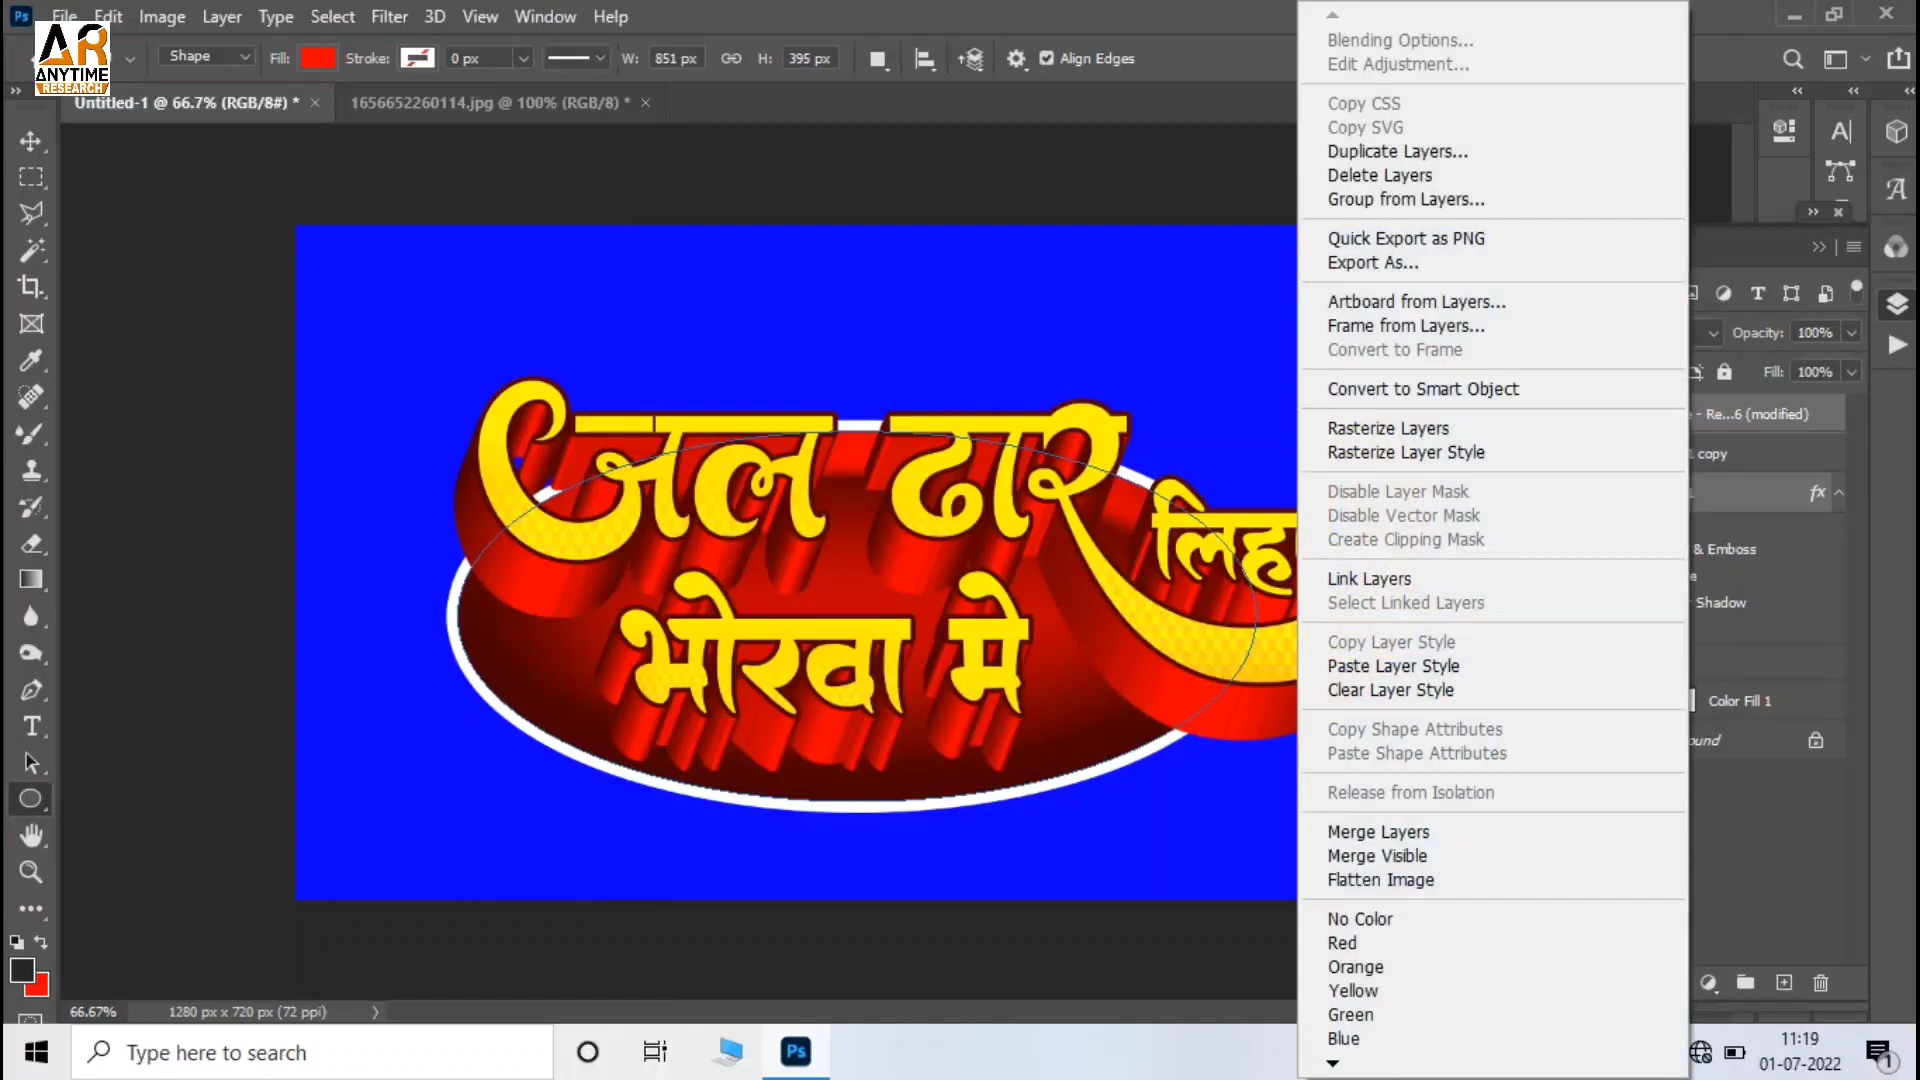 Ps File Edit Image Layer Type Select Filter 3D View Window Help
AR
ANYTIME
RESEARCH
Shape Fill: Stroke: 0 px W: 851 px H: 395 px Align Edges
Untitled-1 @ 66.7% (RGB/8#) * × 1656652260114.jpg @ 100% (RGB/8) * ×
जल ढार
लिह
भोरवा मे
Blending Options...
Edit Adjustment...
Copy CSS
Copy SVG
Duplicate Layers...
Delete Layers
Group from Layers...
Quick Export as PNG
Export As...
Artboard from Layers...
Frame from Layers...
Convert to Frame
Convert to Smart Object
Rasterize Layers
Rasterize Layer Style
Disable Layer Mask
Disable Vector Mask
Create Clipping Mask
Link Layers
Select Linked Layers
Copy Layer Style
Paste Layer Style
Clear Layer Style
Copy Shape Attributes
Paste Shape Attributes
Release from Isolation
Merge Layers
Merge Visible
Flatten Image
No Color
Red
Orange
Yellow
Green
Blue
Opacity: 100%
Fill: 100%
- Re...6 (modified)
copy
fx
& Emboss
Shadow
Color Fill 1
66.67% 1280 px x 720 px (72 ppi)
Type here to search
Ps
11:19
01-07-2022
1